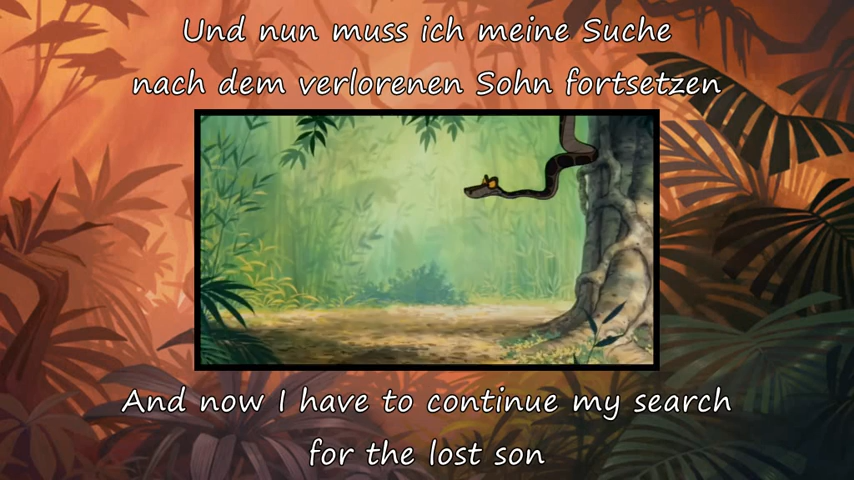 Und nun muss ich meine Suche
nach dem verlorenen Sohn fortsetzen
And now I have to continue my search
for the lost son